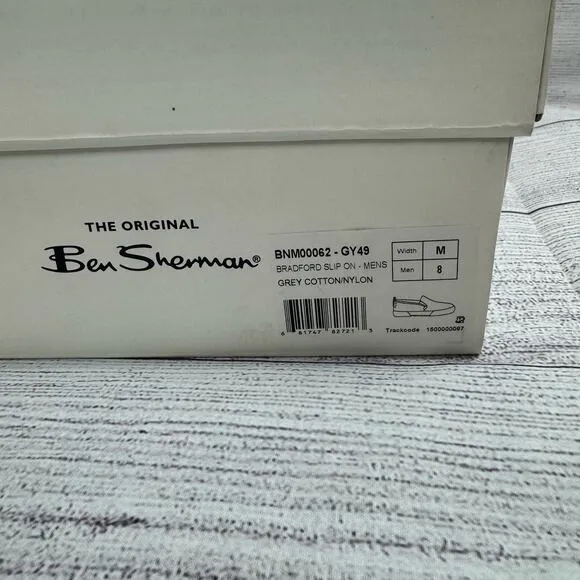 THE ORIGINAL
Ben Sherman®
BNM00062 - GY49
BRADFORD SLIP ON - MENS
GREY COTTON/NYLON
Width M
Men 8
6 81747 82721 3
Trackcode 1500000097